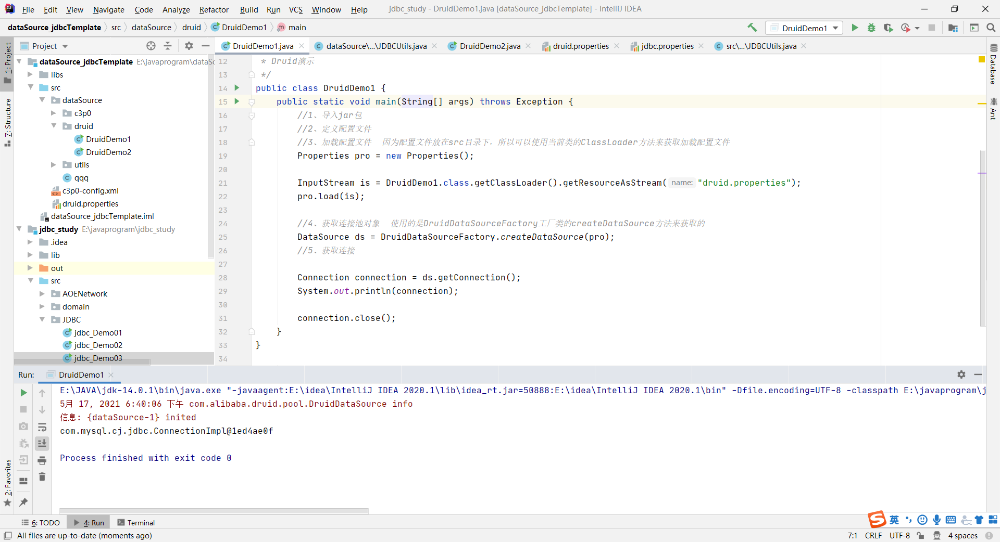 File Edit View Navigate Code Analyze Refactor Build Run VCS Window Help jdbc_study - DruidDemo1.java [dataSource_jdbcTemplate] - IntelliJ IDEA
dataSource_jdbcTemplate src dataSource druid DruidDemo1 main DruidDemo1
Project DruidDemo1.java dataSource\...\JDBCUtils.java DruidDemo2.java druid.properties jdbc.properties src\...\JDBCUtils.java
1: Project
7: Structure
2: Favorites
Database
Ant
dataSource_jdbcTemplate E:\javaprogram\dataSo
libs
src
dataSource
c3p0
druid
DruidDemo1
DruidDemo2
utils
qqq
c3p0-config.xml
druid.properties
dataSource_jdbcTemplate.iml
jdbc_study E:\javaprogram\jdbc_study
.idea
lib
out
src
AOENetwork
domain
JDBC
jdbc_Demo01
jdbc_Demo02
jdbc_Demo03
12 * Druid演示
13 */
14 public class DruidDemo1 {
15 public static void main(String[] args) throws Exception {
16 //1、导入jar包
17 //2、定义配置文件
18 //3、加载配置文件 因为配置文件放在src目录下，所以可以使用当前类的ClassLoader方法来获取加载配置文件
19 Properties pro = new Properties();
20
21 InputStream is = DruidDemo1.class.getClassLoader().getResourceAsStream( name: "druid.properties");
22 pro.load(is);
23
24 //4、获取连接池对象 使用的是DruidDataSourceFactory工厂类的createDataSource方法来获取的
25 DataSource ds = DruidDataSourceFactory.createDataSource(pro);
26 //5、获取连接
27
28 Connection connection = ds.getConnection();
29 System.out.println(connection);
30
31 connection.close();
32 }
33 }
34
Run: DruidDemo1
E:\JAVA\jdk-14.0.1\bin\java.exe "-javaagent:E:\idea\IntelliJ IDEA 2020.1\lib\idea_rt.jar=50888:E:\idea\IntelliJ IDEA 2020.1\bin" -Dfile.encoding=UTF-8 -classpath E:\javaprogram\j
5月 17, 2021 6:40:06 下午 com.alibaba.druid.pool.DruidDataSource info
信息: {dataSource-1} inited
com.mysql.cj.jdbc.ConnectionImpl@1ed4ae0f
Process finished with exit code 0
6: TODO 4: Run Terminal
英
All files are up-to-date (moments ago) 7:1 CRLF UTF-8 4 spaces